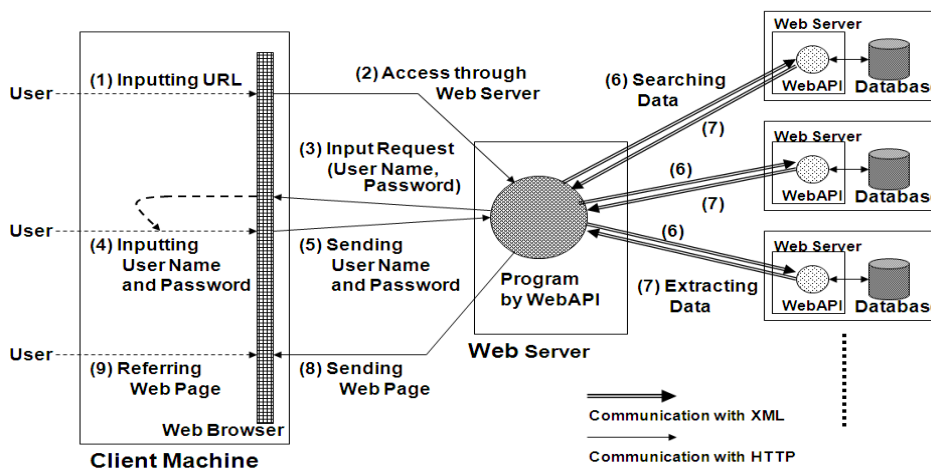 User
(1) Inputting URL
(2) Access through
Web Server
(3) Input Request
(User Name,
Password)
User
(4) Inputting
User Name
and Password
(5) Sending
User Name
and Password
User
(9) Referring
Web Page
(8) Sending
Web Page
Web Browser
Client Machine
Program
by WebAPI
Web Server
(6) Searching
Data
(7)
(6)
(7)
(6)
(7) Extracting
Data
Web Server
WebAPI
Database
Web Server
WebAPI
Database
Web Server
WebAPI
Database
Communication with XML
Communication with HTTP